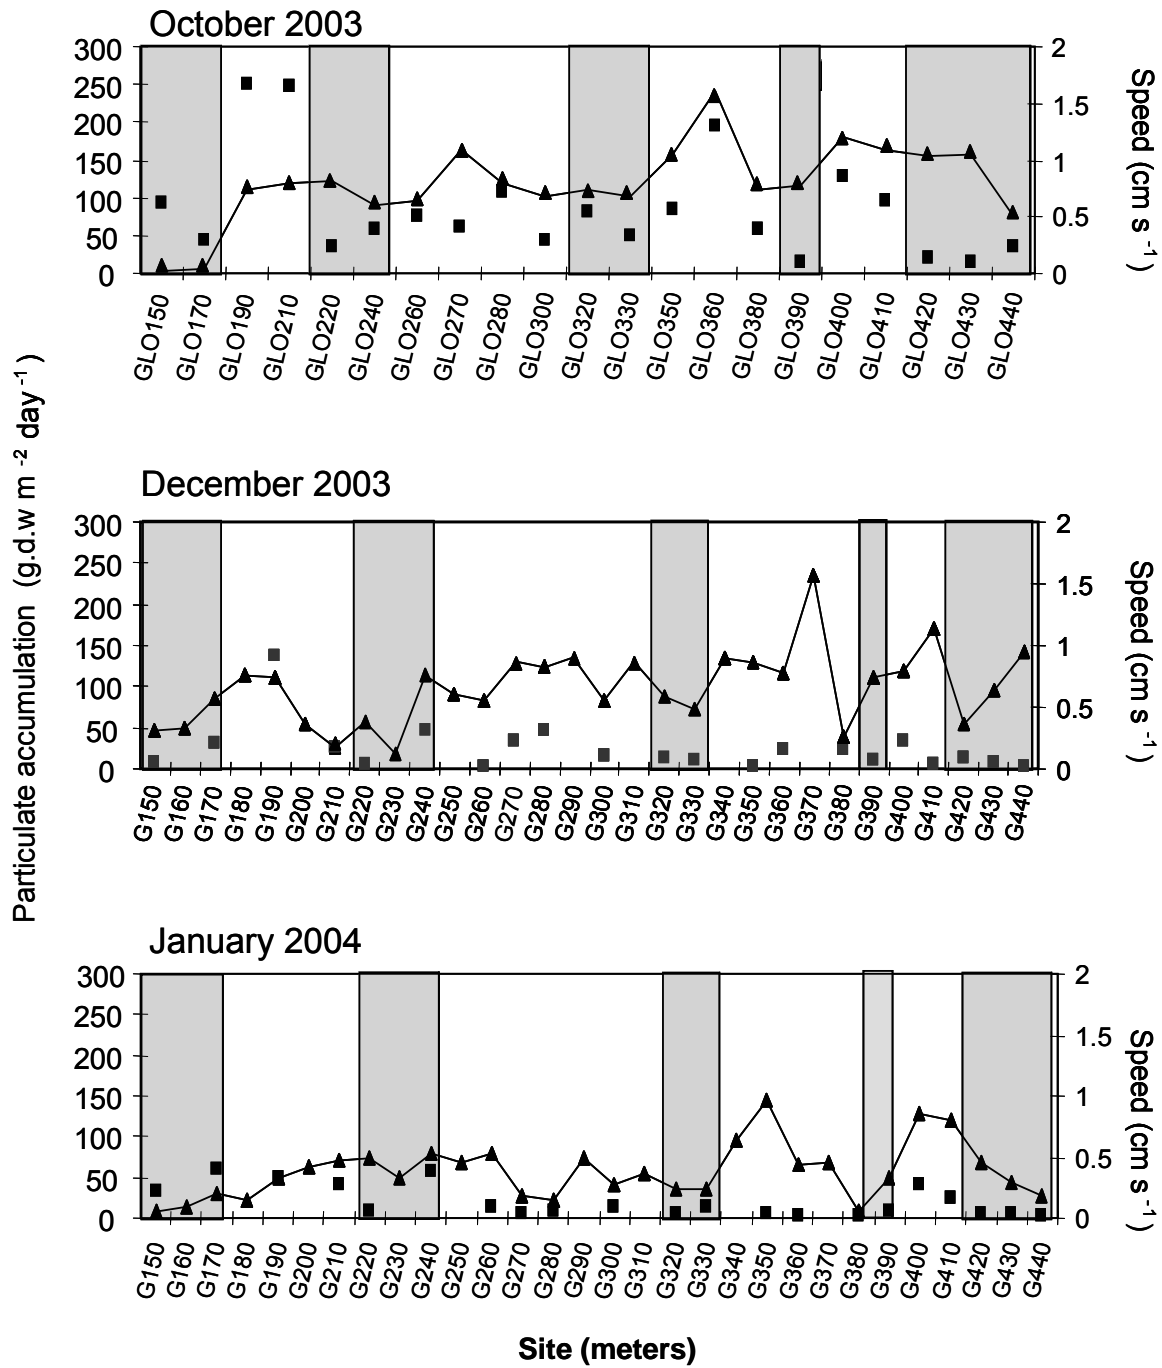 October 2003
300
250
200
150
100
50
0
2
1.5
1
0.5
0
Speed (cm s -1 )
GLO150
GLO170
GLO190
GLO210
GLO220
GLO240
GLO260
GLO270
GLO280
GLO300
GLO320
GLO330
GLO350
GLO360
GLO380
GLO390
GLO400
GLO410
GLO420
GLO430
GLO440
Particulate accumulation (g.d.w m -2 day -1 )
December 2003
300
250
200
150
100
50
0
2
1.5
1
0.5
0
Speed (cm s -1 )
G150
G160
G170
G180
G190
G200
G210
G220
G230
G240
G250
G260
G270
G280
G290
G300
G310
G320
G330
G340
G350
G360
G370
G380
G390
G400
G410
G420
G430
G440
January 2004
300
250
200
150
100
50
0
2
1.5
1
0.5
0
Speed (cm s -1 )
G150
G160
G170
G180
G190
G200
G210
G220
G230
G240
G250
G260
G270
G280
G290
G300
G310
G320
G330
G340
G350
G360
G370
G380
G390
G400
G410
G420
G430
G440
Site (meters)